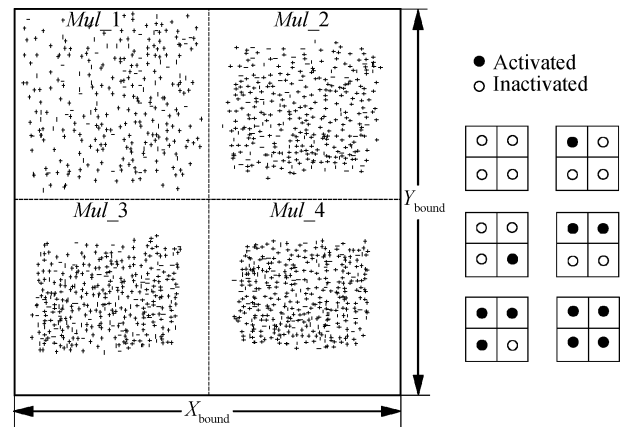 Mul_1
Mul_2
Mul_3
Mul_4
Xbound
Ybound
Activated
Inactivated